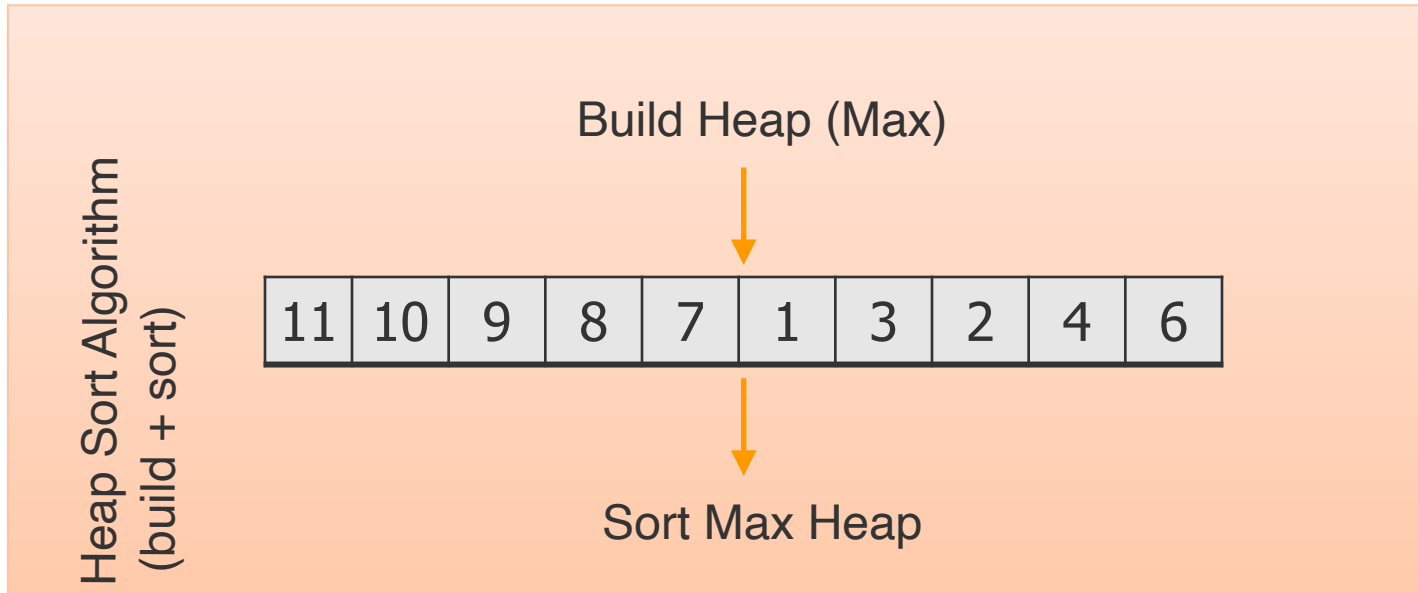 Build Heap (Max)
Heap Sort Algorithm
(build + sort)
11 10 9 8 7 1 3 2 4 6
Sort Max Heap